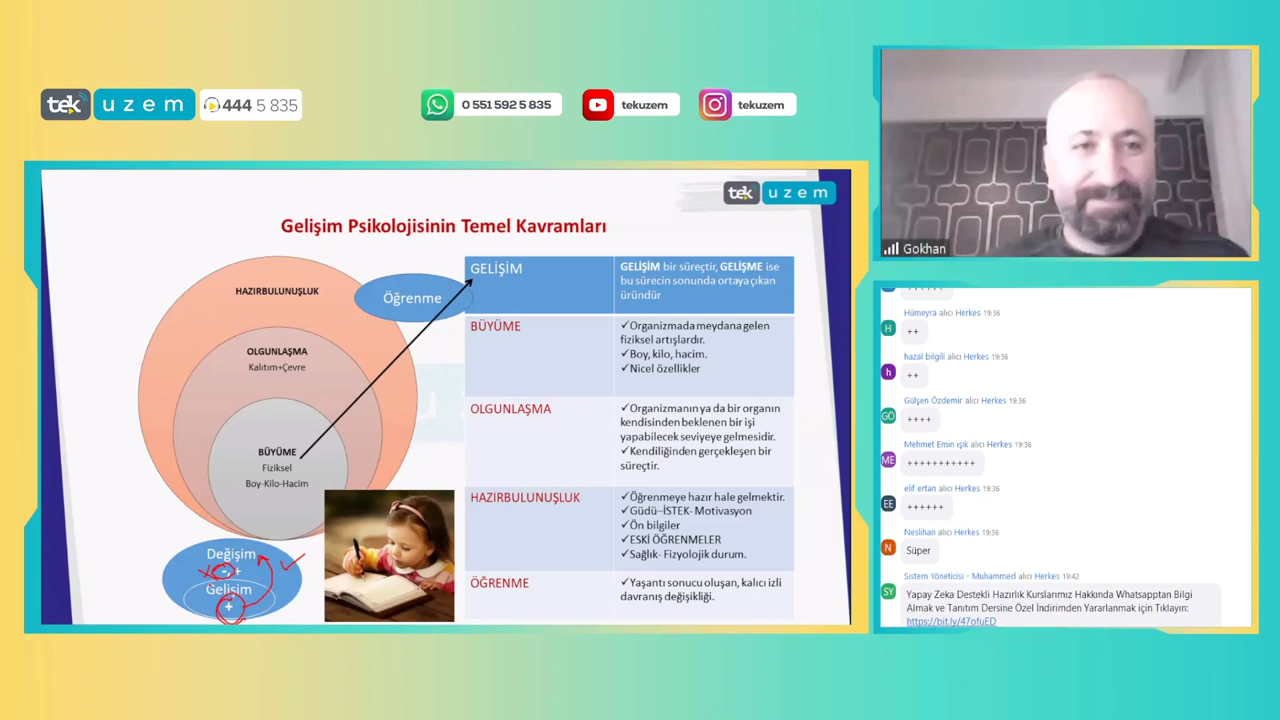 tek uzem 444 5 835
0 551 592 5 835
tekuzem
tekuzem
Gokhan
tek uzem
Gelişim Psikolojisinin Temel Kavramları
HAZIRBULUNUŞLUK
OLGUNLAŞMA
Kalıtım+Çevre
BÜYÜME
Fiziksel
Boy-Kilo-Hacim
Öğrenme
Değişim
- +
Gelişim
+
GELİŞİM
GELİŞİM bir süreçtir, GELİŞME ise
bu sürecin sonunda ortaya çıkan
üründür
BÜYÜME
✓Organizmada meydana gelen
fiziksel artışlardır.
✓Boy, kilo, hacim.
✓Nicel özellikler
OLGUNLAŞMA
✓Organizmanın ya da bir organın
kendisinden beklenen bir işi
yapabilecek seviyeye gelmesidir.
✓Kendiliğinden gerçekleşen bir
süreçtir.
HAZIRBULUNUŞLUK
✓Öğrenmeye hazır hale gelmektir.
✓Güdü–İSTEK- Motivasyon
✓Ön bilgiler
✓ESKİ ÖĞRENMELER
✓Sağlık- Fizyolojik durum.
ÖĞRENME
✓Yaşantı sonucu oluşan, kalıcı izli
davranış değişikliği.
Hümeyra alıcı Herkes 19:36
H
++
hazal bilgili alıcı Herkes 19:36
h
++
Gülşen Özdemir alıcı Herkes 19:36
GÖ
++++
Mehmet Emin ışık alıcı Herkes 19:36
ME
+++++++++++
elif ertan alıcı Herkes 19:36
EE
++++++
Neslihan alıcı Herkes 19:36
N
Süper
Sistem Yöneticisi - Muhammed alıcı Herkes 19:42
SY
Yapay Zeka Destekli Hazırlık Kurslarımız Hakkında Whatsapptan Bilgi
Almak ve Tanıtım Dersine Özel İndirimden Yararlanmak için Tıklayın:
https://bit.ly/47ofuED